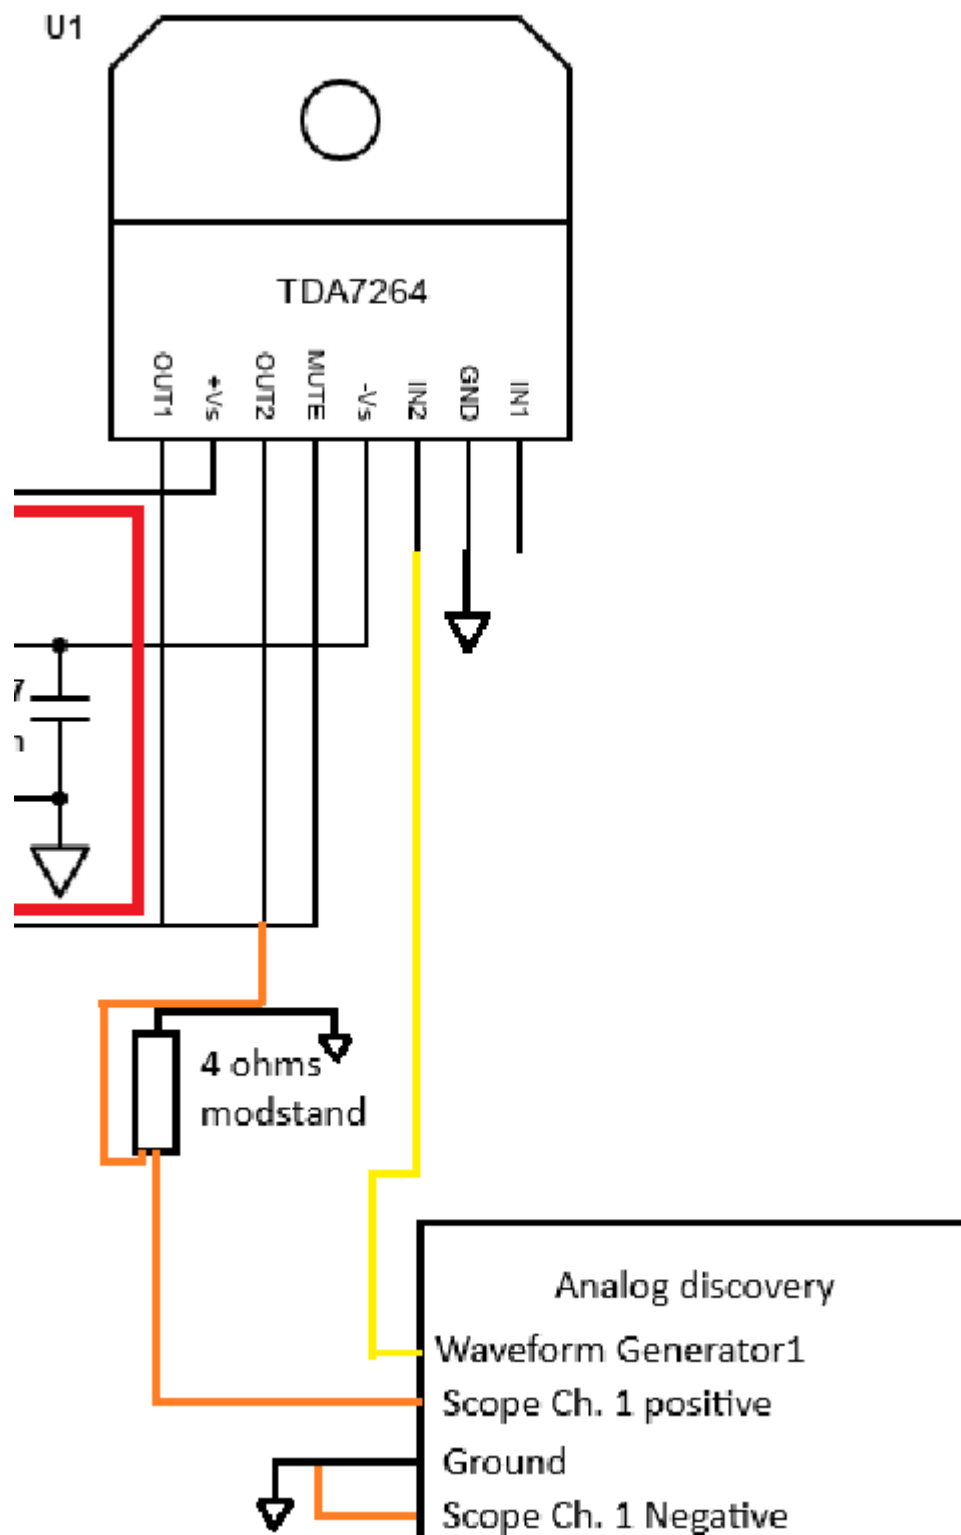 U1
TDA7264
OUT1
+Vs
OUT2
MUTE
-Vs
IN2
GND
IN1
7
n
4 ohms
modstand
Analog discovery
Waveform Generator1
Scope Ch. 1 positive
Ground
Scope Ch. 1 Negative